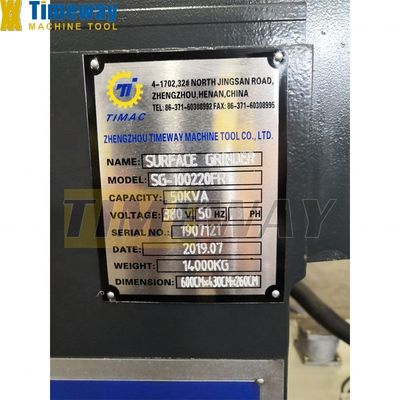 Timeway
MACHINE TOOL
TIMAC
4-1702,32# NORTH JINGSAN ROAD,
ZHENGZHOU,HENAN,CHINA
TEL:86-371-60308992 FAX:86-371-60308995
ZHENGZHOU TIMEWAY MACHINE TOOL CO., LTD.
NAME: SURFACE GRINDER
MODEL: SG-100220FR
CAPACITY: 50KVA
VOLTAGE: 380 V 50 HZ PH
SERIAL NO.: 1907121
DATE: 2019.07
WEIGHT: 14000KG
DIMENSION: 600CM×430CM×260CM
TIMEWAY